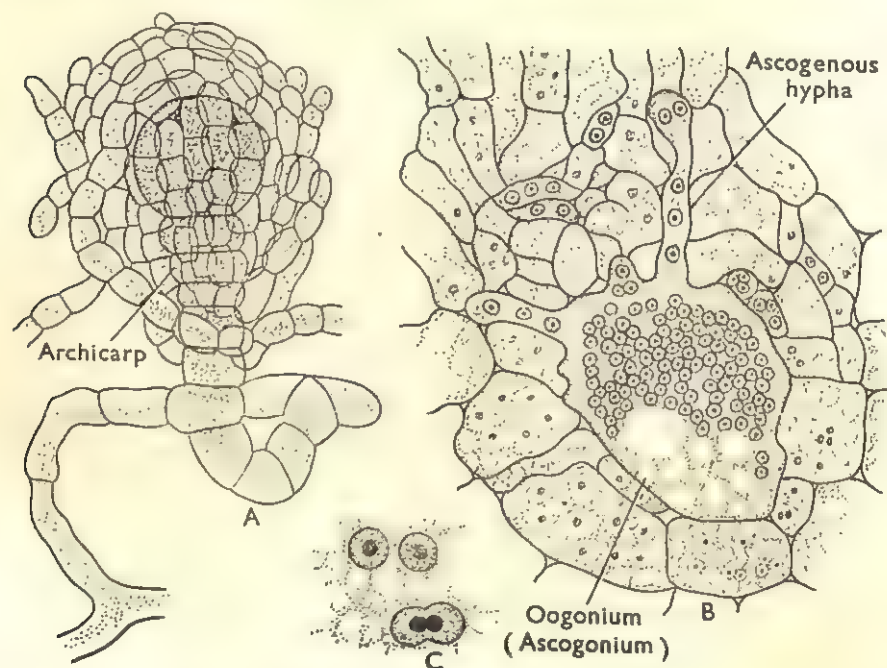 Ascogenous
hypha
Archicarp
A
B
Oogonium
(Ascogonium)
C